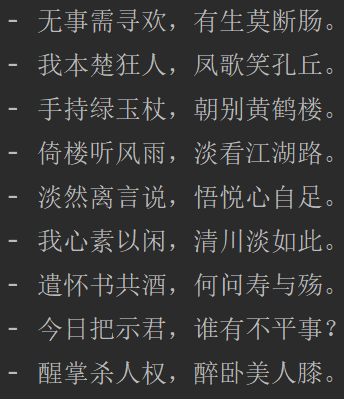 - 无事需寻欢，有生莫断肠。
- 我本楚狂人，凤歌笑孔丘。
- 手持绿玉杖，朝别黄鹤楼。
- 倚楼听风雨，淡看江湖路。
- 淡然离言说，悟悦心自足。
- 我心素以闲，清川淡如此。
- 遣怀书共酒，何问寿与殇。
- 今日把示君，谁有不平事？
- 醒掌杀人权，醉卧美人膝。